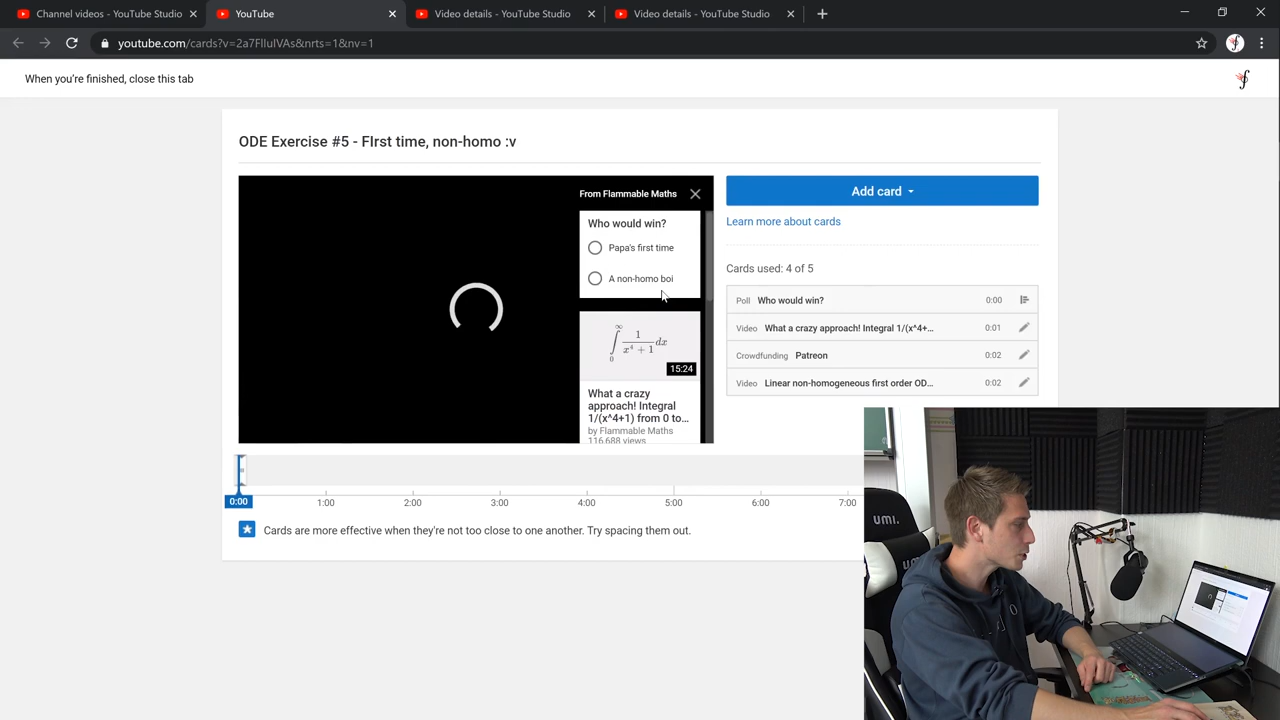 Channel videos - YouTube Studio
YouTube
Video details - YouTube Studio
Video details - YouTube Studio
youtube.com/cards?v=2a7FlluIVAs&nrts=1&nv=1
When you're finished, close this tab
ODE Exercise #5 - FIrst time, non-homo :v
From Flammable Maths
Who would win?
Papa's first time
A non-homo boi
∞
∫ 1/(x⁴ + 1) dx
0
15:24
What a crazy
approach! Integral
1/(x^4+1) from 0 to...
by Flammable Maths
116 688 views
Add card
Learn more about cards
Cards used: 4 of 5
Poll Who would win? 0:00
Video What a crazy approach! Integral 1/(x^4+... 0:01
Crowdfunding Patreon 0:02
Video Linear non-homogeneous first order OD... 0:02
0:00 1:00 2:00 3:00 4:00 5:00 6:00 7:00
Cards are more effective when they're not too close to one another. Try spacing them out.
umi.